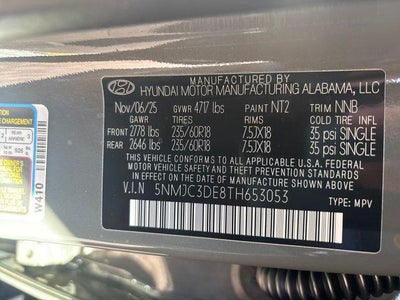 MANUFACTURED BY
HYUNDAI MOTOR MANUFACTURING ALABAMA, LLC
Nov/06/25 GVWR 4717 lbs PAINT NT2 TRIM NNB
TIRES RIMS COLD TIRE INFL
FRONT 2778 lbs 235/60R18 7.5JX18 35 psi SINGLE
REAR 2646 lbs 235/60R18 7.5JX18 35 psi SINGLE
THIS VEHICLE CONFORMS TO ALL APPLICABLE U.S. FEDERAL MOTOR
VEHICLE SAFETY, BUMPER, AND THEFT PREVENTION STANDARDS IN
EFFECT ON THE DATE OF MANUFACTURE SHOWN ABOVE.
V.I.N 5NMJC3DE8TH653053
TYPE: MPV
W410